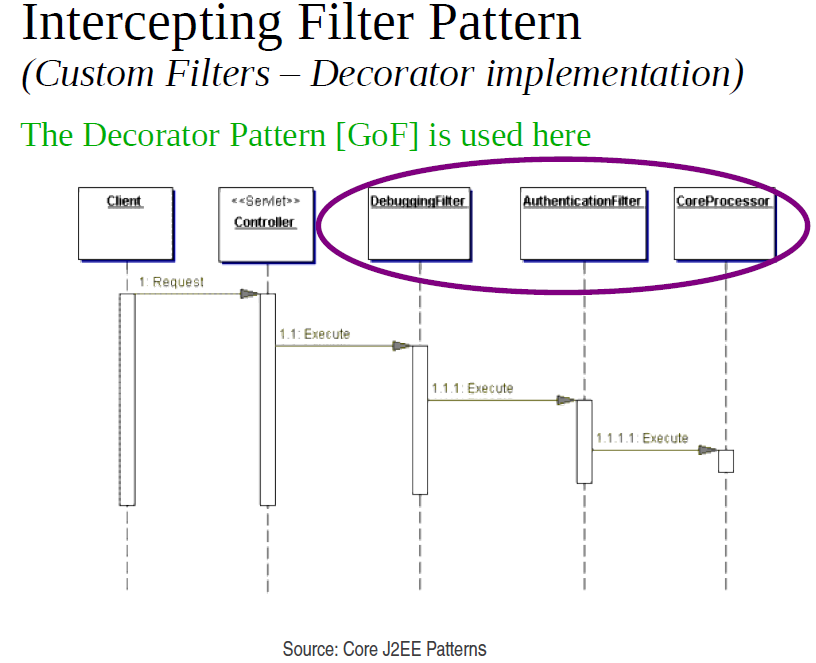 Intercepting Filter Pattern
(Custom Filters – Decorator implementation)
The Decorator Pattern [GoF] is used here
Client
<<Servlet>>
Controller
DebuggingFilter
AuthenticationFilter
CoreProcessor
1: Request
1.1: Execute
1.1.1: Execute
1.1.1.1: Execute
Source: Core J2EE Patterns